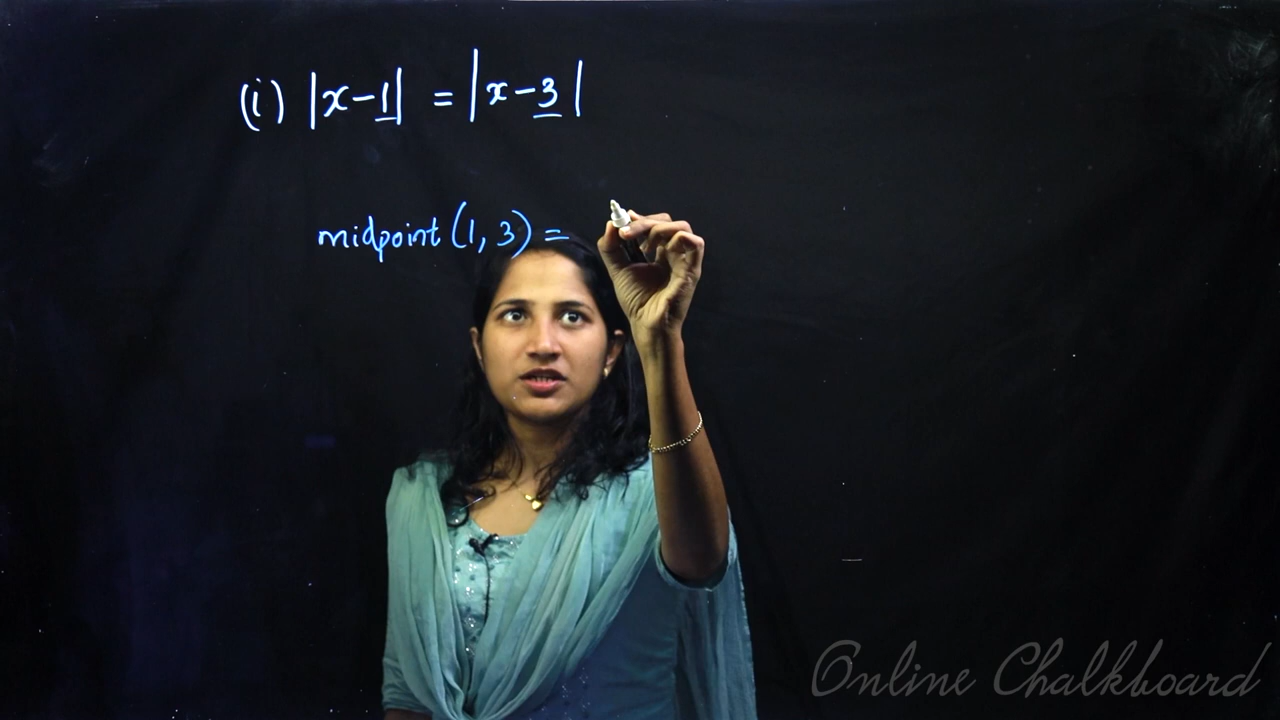 (i) |x-1| = |x-3|
midpoint (1, 3) =
Online Chalkboard